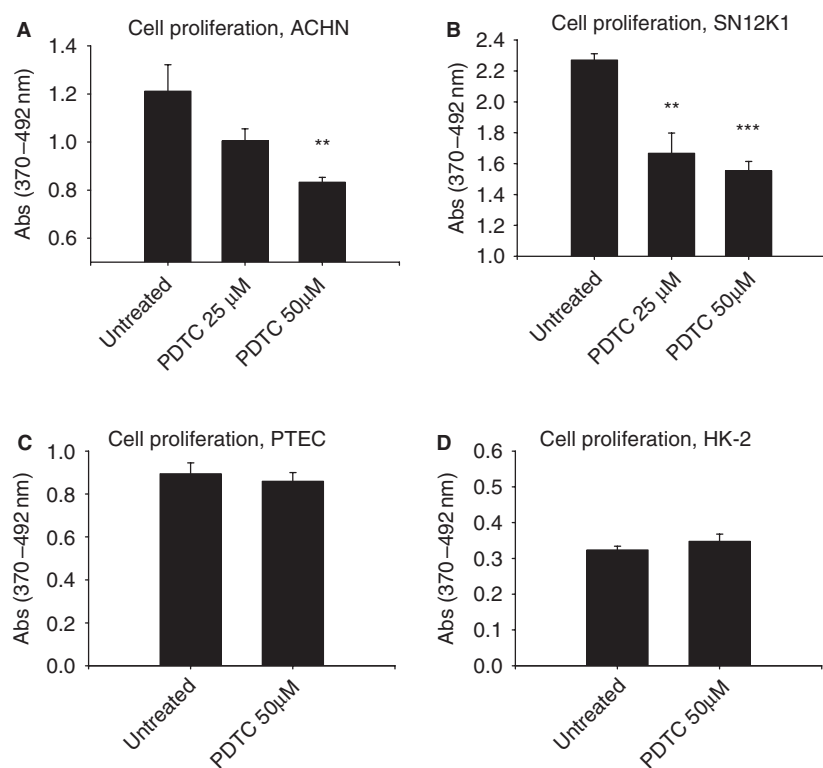 A
Cell proliferation, ACHN
Abs (370–492 nm)
1.4
1.2
1.0
0.8
0.6
**
Untreated
PDTC 25 μM
PDTC 50μM
B
Cell proliferation, SN12K1
Abs (370–492 nm)
2.4
2.2
2.0
1.8
1.6
1.4
1.2
1.0
**
***
Untreated
PDTC 25 μM
PDTC 50μM
C
Cell proliferation, PTEC
Abs (370–492 nm)
1.0
0.8
0.6
0.4
0.2
0.0
Untreated
PDTC 50μM
D
Cell proliferation, HK-2
Abs (370–492 nm)
0.6
0.5
0.4
0.3
0.2
0.1
0.0
Untreated
PDTC 50μM